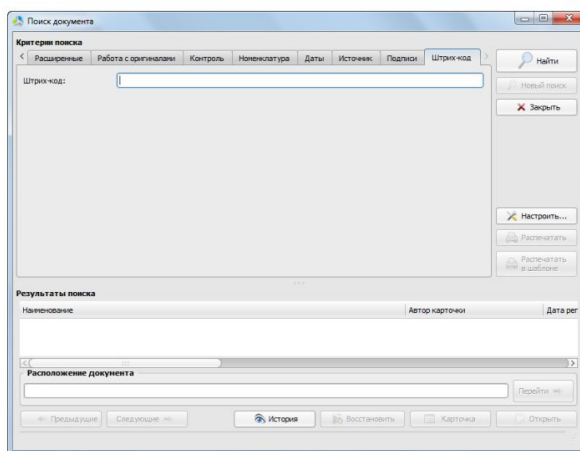 Поиск документа
Критерии поиска
Расширенные Работа с оригиналами Контроль Номенклатура Даты Источник Подписи Штрих-код
Найти
Штрих-код:
Новый поиск
Закрыть
Настроить...
Распечатать
Распечатать
в шаблоне
Результаты поиска
Наименование Автор карточки Дата рег
Расположение документа
Перейти
Предыдущие Следующие История Восстановить Карточка Открыть